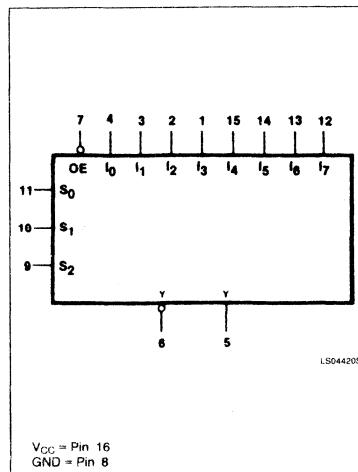 7 4 3 2 1 15 14 13 12
OE I0 I1 I2 I3 I4 I5 I6 I7
11 S0
10 S1
9 S2
Y Y
6 5
LS04420S
VCC = Pin 16
GND = Pin 8